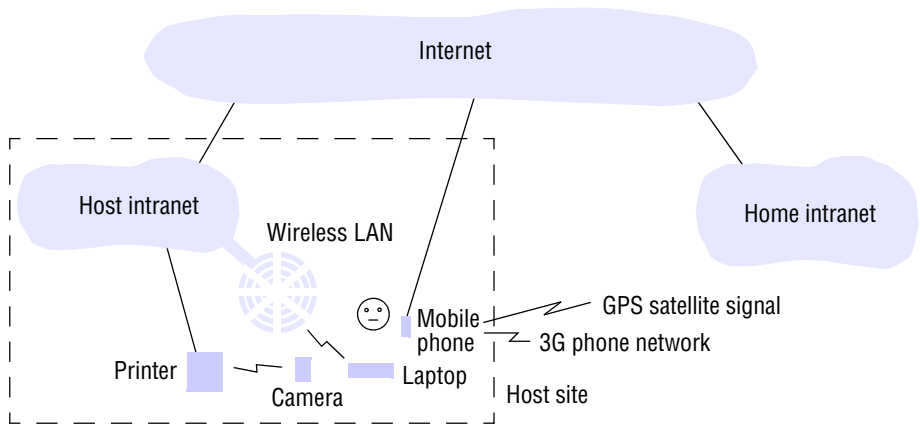 Internet
Host intranet
Wireless LAN
Home intranet
GPS satellite signal
Mobile
phone
3G phone network
Printer
Camera
Laptop
Host site